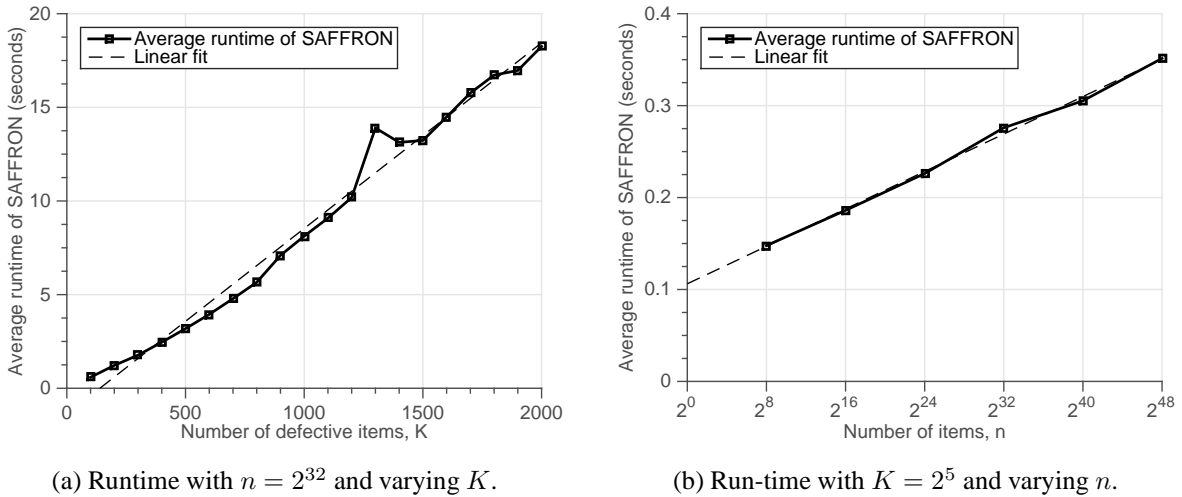 Average runtime of SAFFRON (seconds)
20
15
10
5
0
Average runtime of SAFFRON
Linear fit
0 500 1000 1500 2000
Number of defective items, K
(a) Runtime with n = 2^32 and varying K.
Average runtime of SAFFRON (seconds)
0.4
0.3
0.2
0.1
0
Average runtime of SAFFRON
Linear fit
2^0 2^8 2^16 2^24 2^32 2^40 2^48
Number of items, n
(b) Run-time with K = 2^5 and varying n.